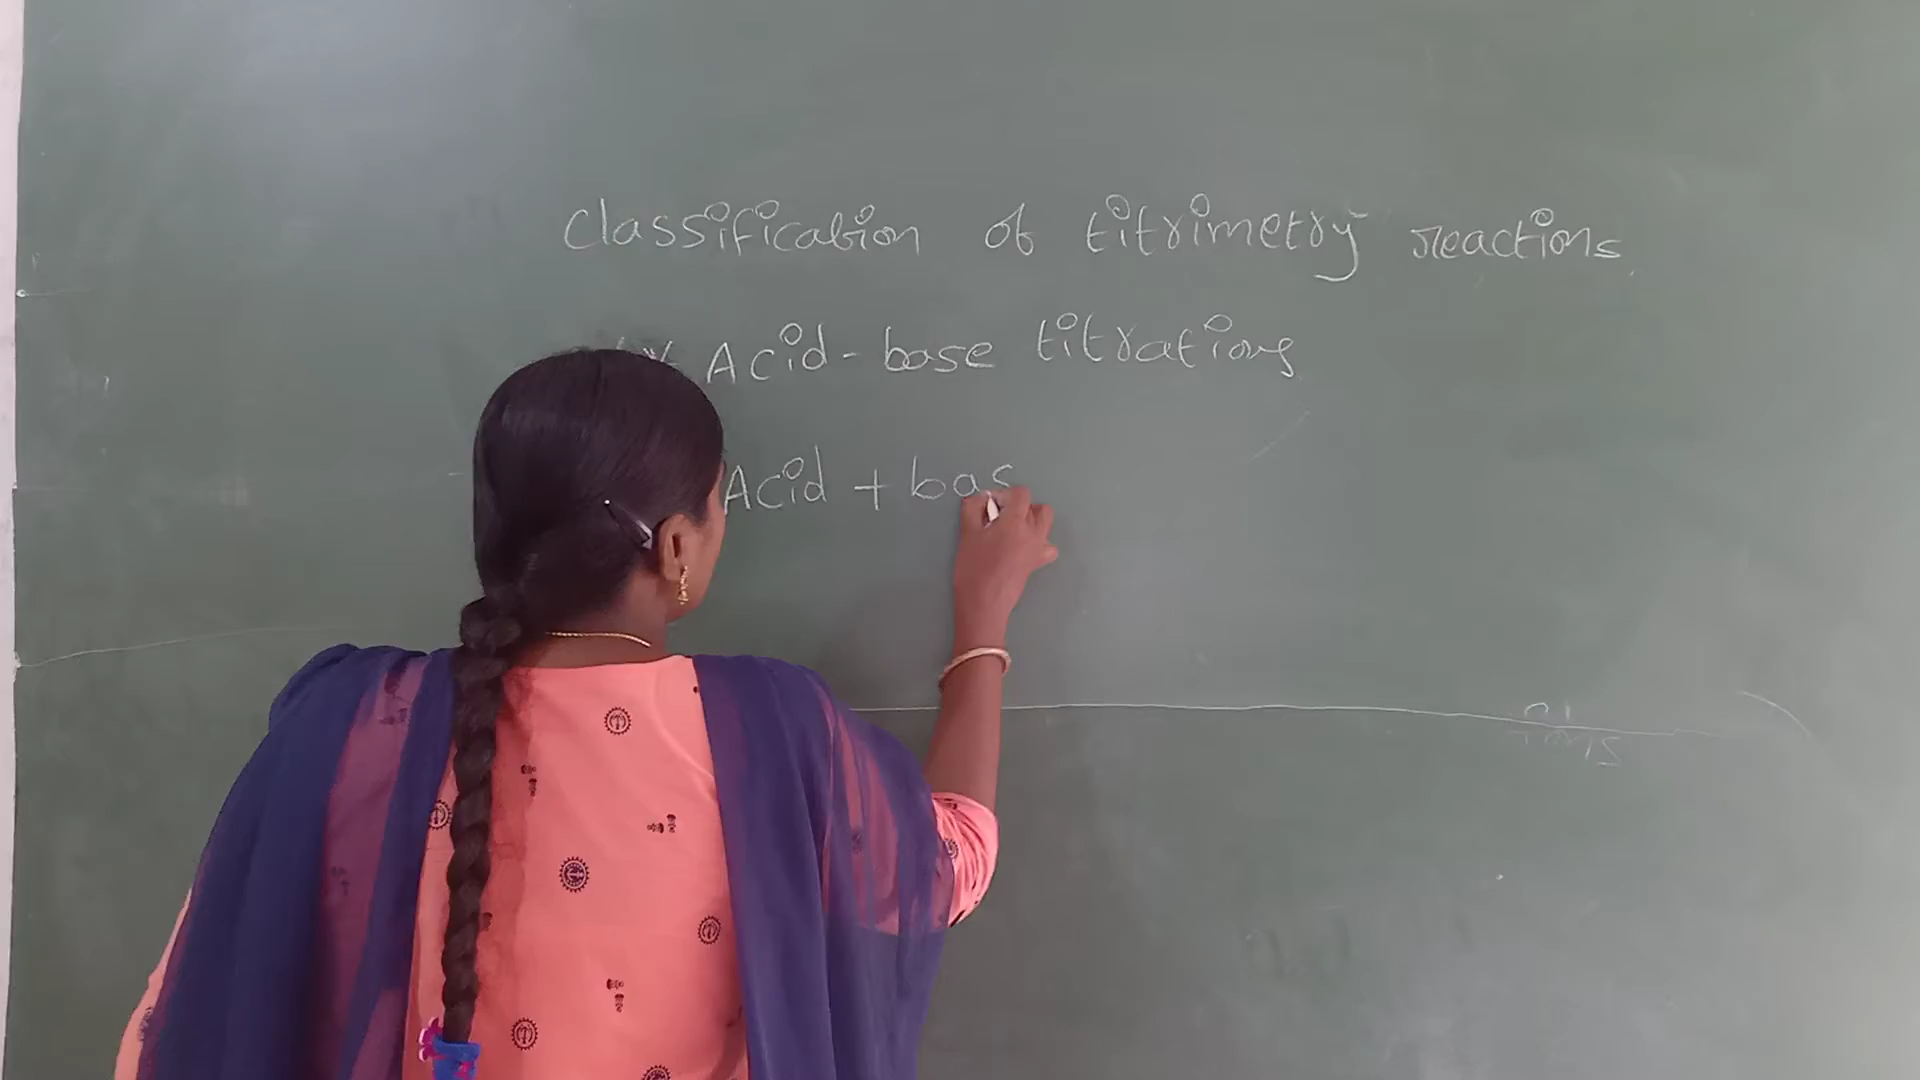 Classification of titrimetry reactions
Acid-base titrations
Acid + bas